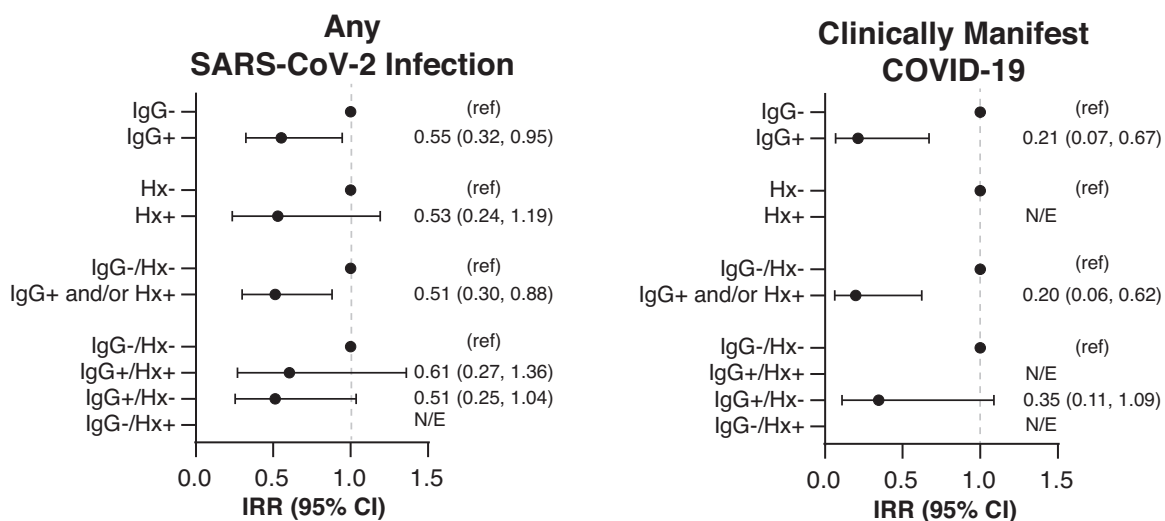 Any
SARS-CoV-2 Infection
IgG-
(ref)
IgG+
0.55 (0.32, 0.95)
Hx-
(ref)
Hx+
0.53 (0.24, 1.19)
IgG-/Hx-
(ref)
IgG+ and/or Hx+
0.51 (0.30, 0.88)
IgG-/Hx-
(ref)
IgG+/Hx+
0.61 (0.27, 1.36)
IgG+/Hx-
0.51 (0.25, 1.04)
IgG-/Hx+
N/E
0.0 0.5 1.0 1.5
IRR (95% CI)
Clinically Manifest
COVID-19
IgG-
(ref)
IgG+
0.21 (0.07, 0.67)
Hx-
(ref)
Hx+
N/E
IgG-/Hx-
(ref)
IgG+ and/or Hx+
0.20 (0.06, 0.62)
IgG-/Hx-
(ref)
IgG+/Hx+
N/E
IgG+/Hx-
0.35 (0.11, 1.09)
IgG-/Hx+
N/E
0.0 0.5 1.0 1.5
IRR (95% CI)